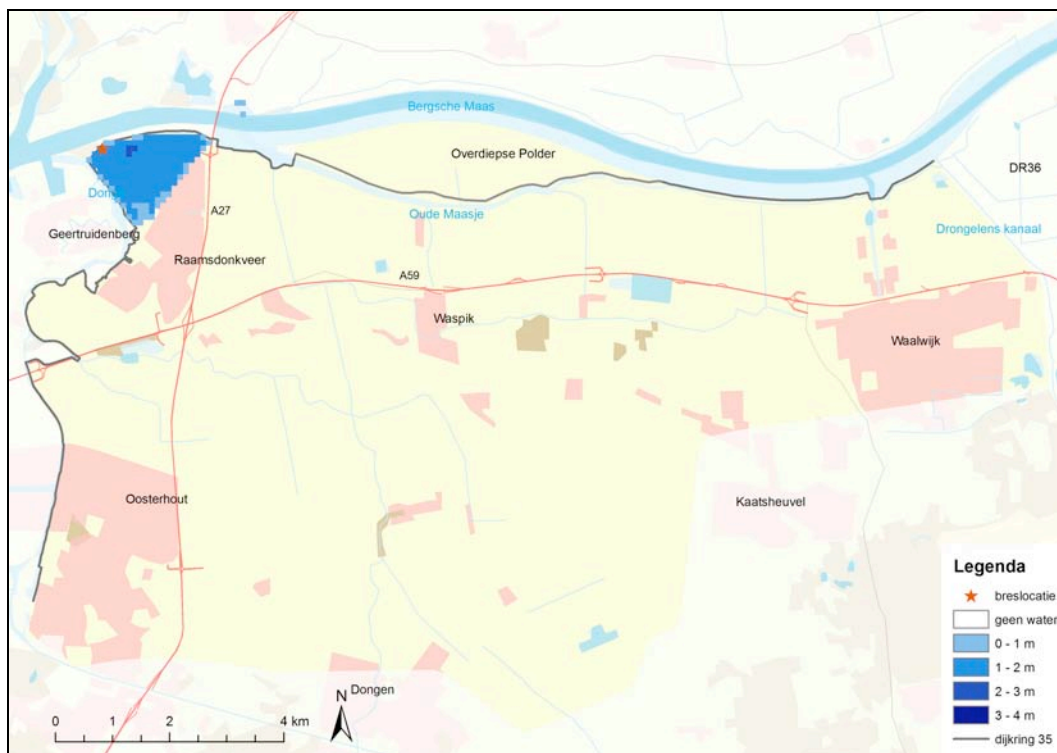 Bergsche Maas
Overdiepse Polder
DR36
Oude Maasje
A27
Geertruidenberg
Drongelens kanaal
Raamsdonkveer
A59
Waspik
Waalwijk
Oosterhout
Kaatsheuvel
Dongen
N
0 1 2 4 km
Legenda
breslocatie
geen water
0 - 1 m
1 - 2 m
2 - 3 m
3 - 4 m
dijkring 35